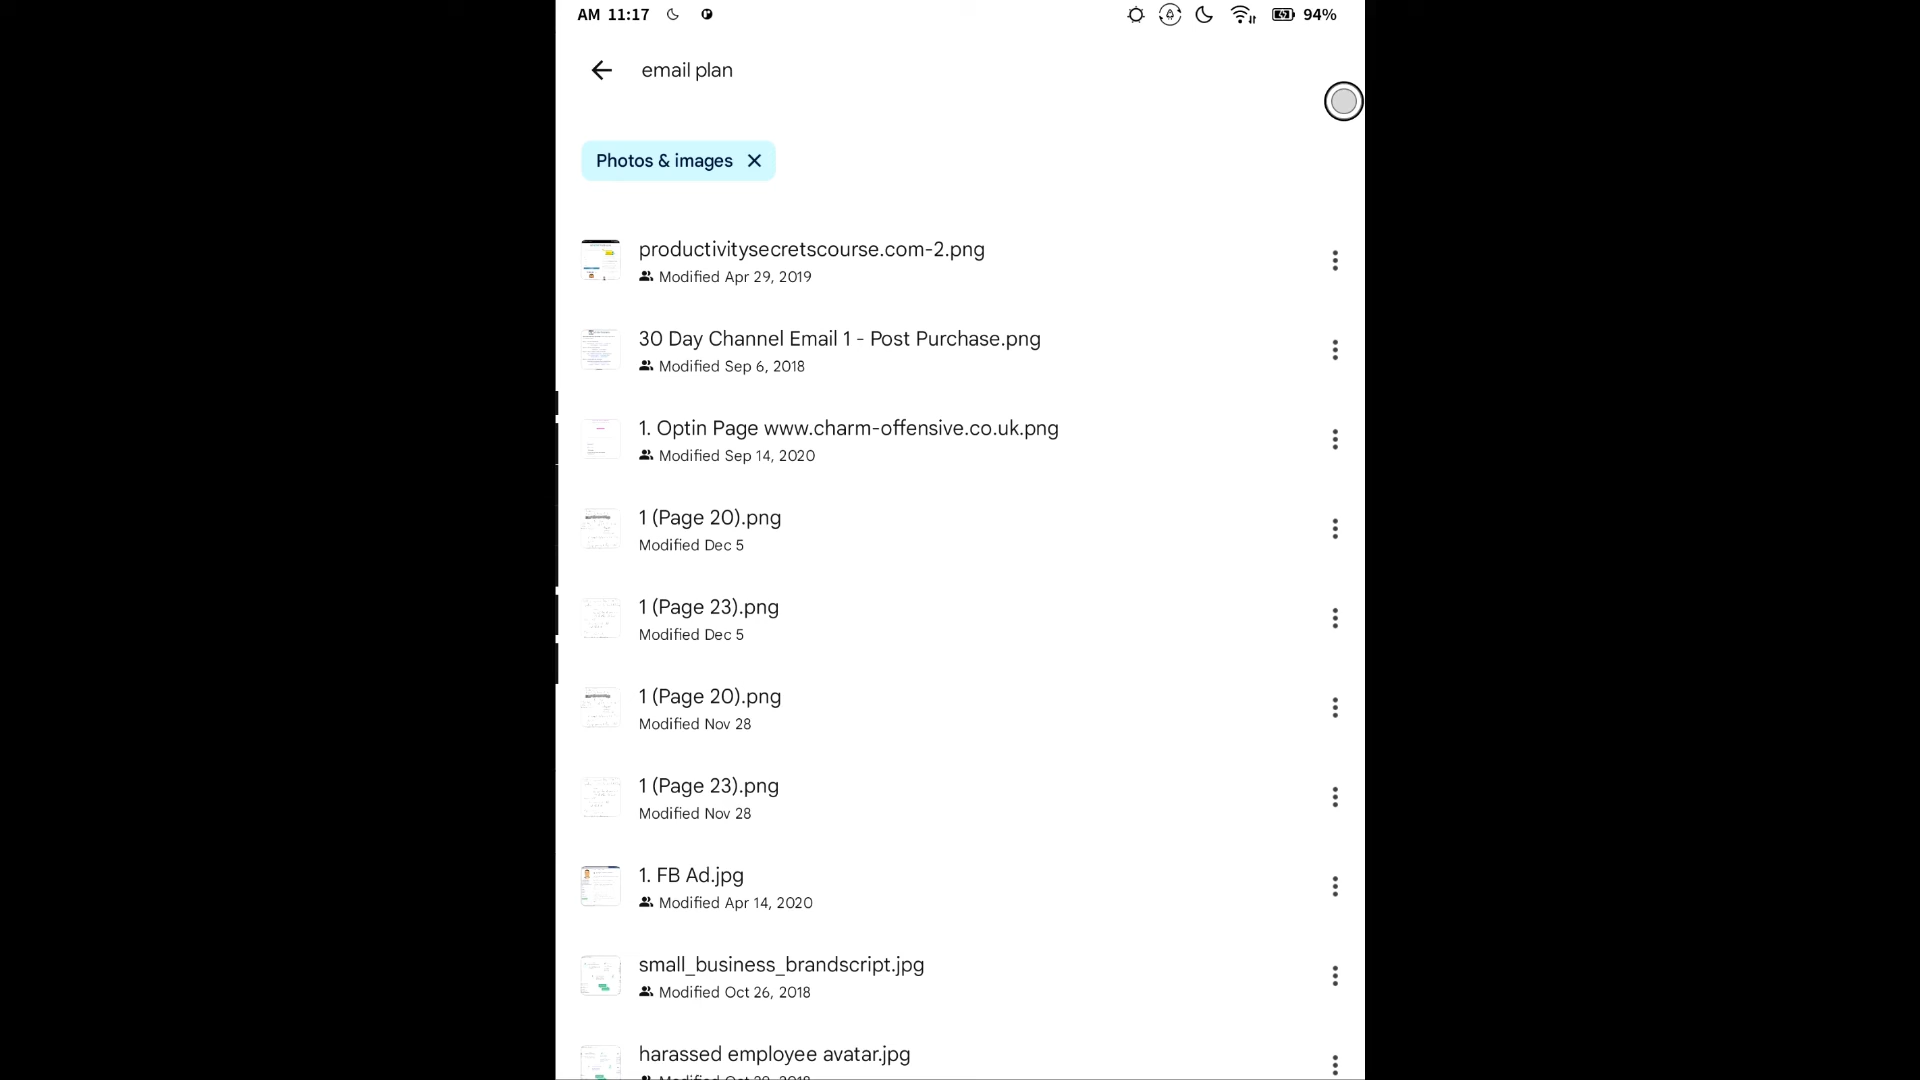 AM 11:17
94%
email plan
Photos & images
productivitysecretscourse.com-2.png
Modified Apr 29, 2019
30 Day Channel Email 1 - Post Purchase.png
Modified Sep 6, 2018
1. Optin Page www.charm-offensive.co.uk.png
Modified Sep 14, 2020
1 (Page 20).png
Modified Dec 5
1 (Page 23).png
Modified Dec 5
1 (Page 20).png
Modified Nov 28
1 (Page 23).png
Modified Nov 28
1. FB Ad.jpg
Modified Apr 14, 2020
small_business_brandscript.jpg
Modified Oct 26, 2018
harassed employee avatar.jpg